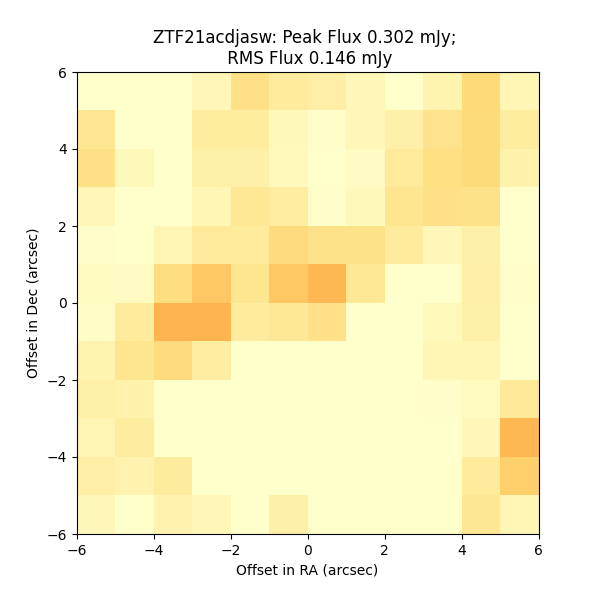 ZTF21acdjasw: Peak Flux 0.302 mJy;
RMS Flux 0.146 mJy
6
4
2
0
−2
−4
−6
Offset in Dec (arcsec)
−6 −4 −2 0 2 4 6
Offset in RA (arcsec)